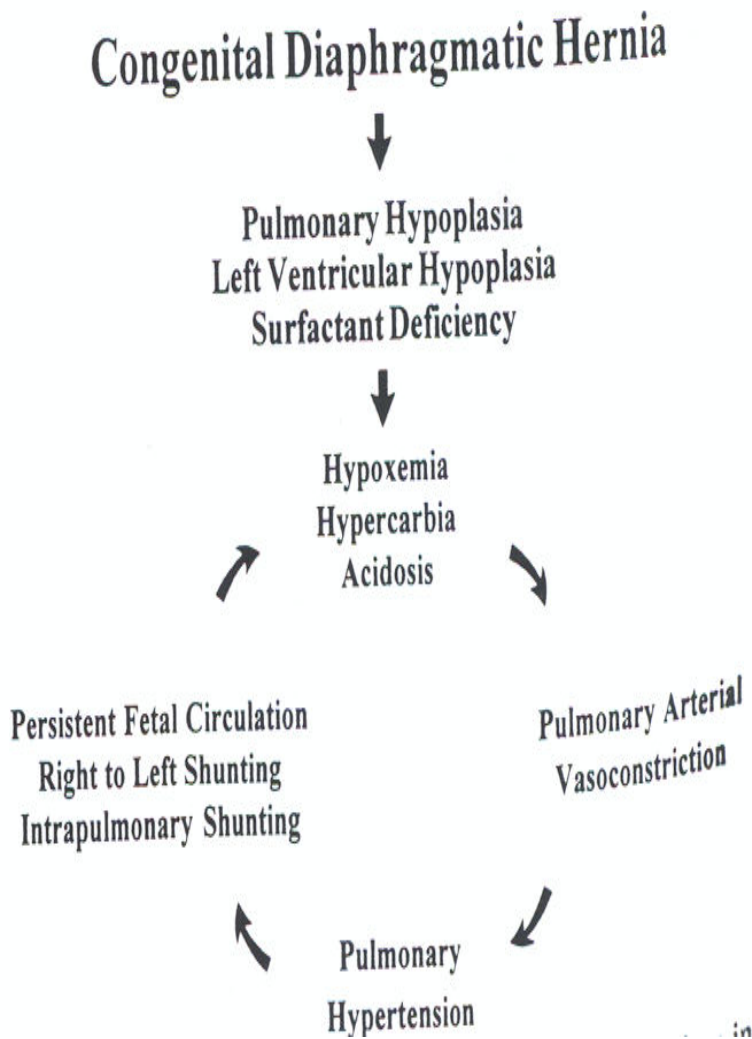 Congenital Diaphragmatic Hernia
Pulmonary Hypoplasia
Left Ventricular Hypoplasia
Surfactant Deficiency
Hypoxemia
Hypercarbia
Acidosis
Pulmonary Arterial
Vasoconstriction
Pulmonary
Hypertension
Persistent Fetal Circulation
Right to Left Shunting
Intrapulmonary Shunting
in